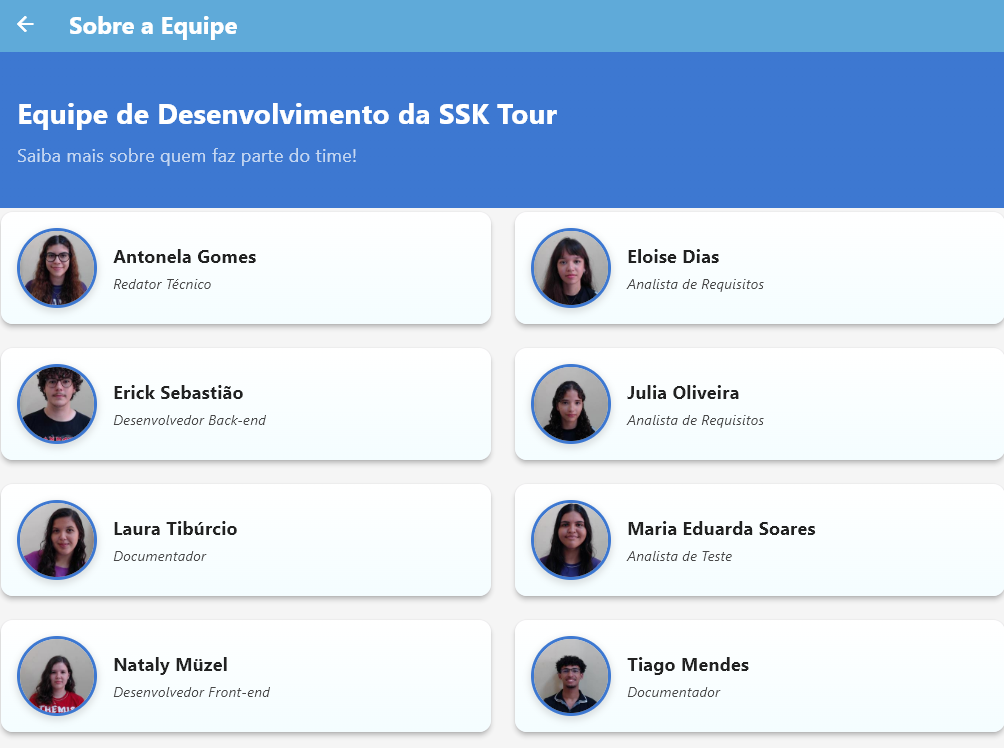 Sobre a Equipe
Equipe de Desenvolvimento da SSK Tour
Saiba mais sobre quem faz parte do time!
Antonela Gomes
Redator Técnico
Eloise Dias
Analista de Requisitos
Erick Sebastião
Desenvolvedor Back-end
Julia Oliveira
Analista de Requisitos
Laura Tibúrcio
Documentador
Maria Eduarda Soares
Analista de Teste
Nataly Müzel
Desenvolvedor Front-end
Tiago Mendes
Documentador